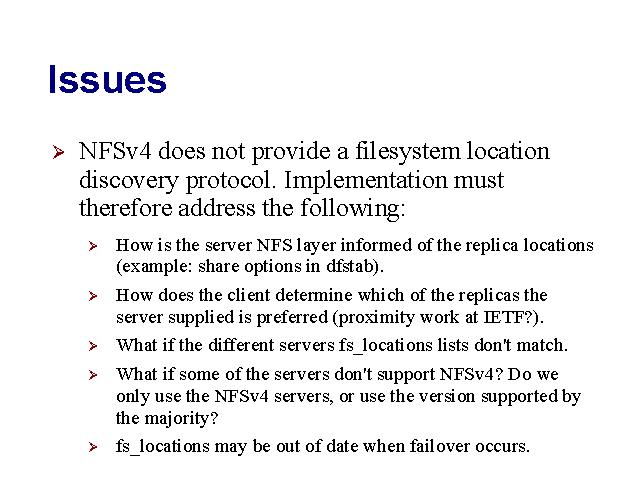 Issues
NFSv4 does not provide a filesystem location
discovery protocol. Implementation must
therefore address the following:
How is the server NFS layer informed of the replica locations
(example: share options in dfstab).
How does the client determine which of the replicas the
server supplied is preferred (proximity work at IETF?).
What if the different servers fs_locations lists don't match.
What if some of the servers don't support NFSv4? Do we
only use the NFSv4 servers, or use the version supported by
the majority?
fs_locations may be out of date when failover occurs.